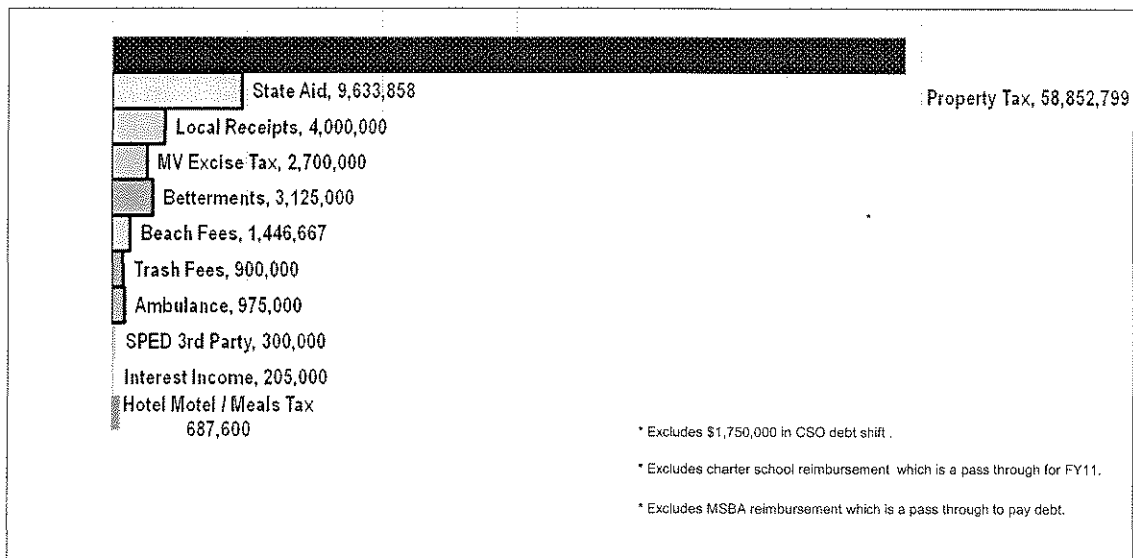 State Aid, 9,633,858
Property Tax, 58,852,799
Local Receipts, 4,000,000
MV Excise Tax, 2,700,000
Betterments, 3,125,000
*
Beach Fees, 1,446,667
Trash Fees, 900,000
Ambulance, 975,000
SPED 3rd Party, 300,000
Interest Income, 205,000
Hotel Motel / Meals Tax
687,600
* Excludes $1,750,000 in CSO debt shift .
* Excludes charter school reimbursement which is a pass through for FY11.
* Excludes MSBA reimbursement which is a pass through to pay debt.